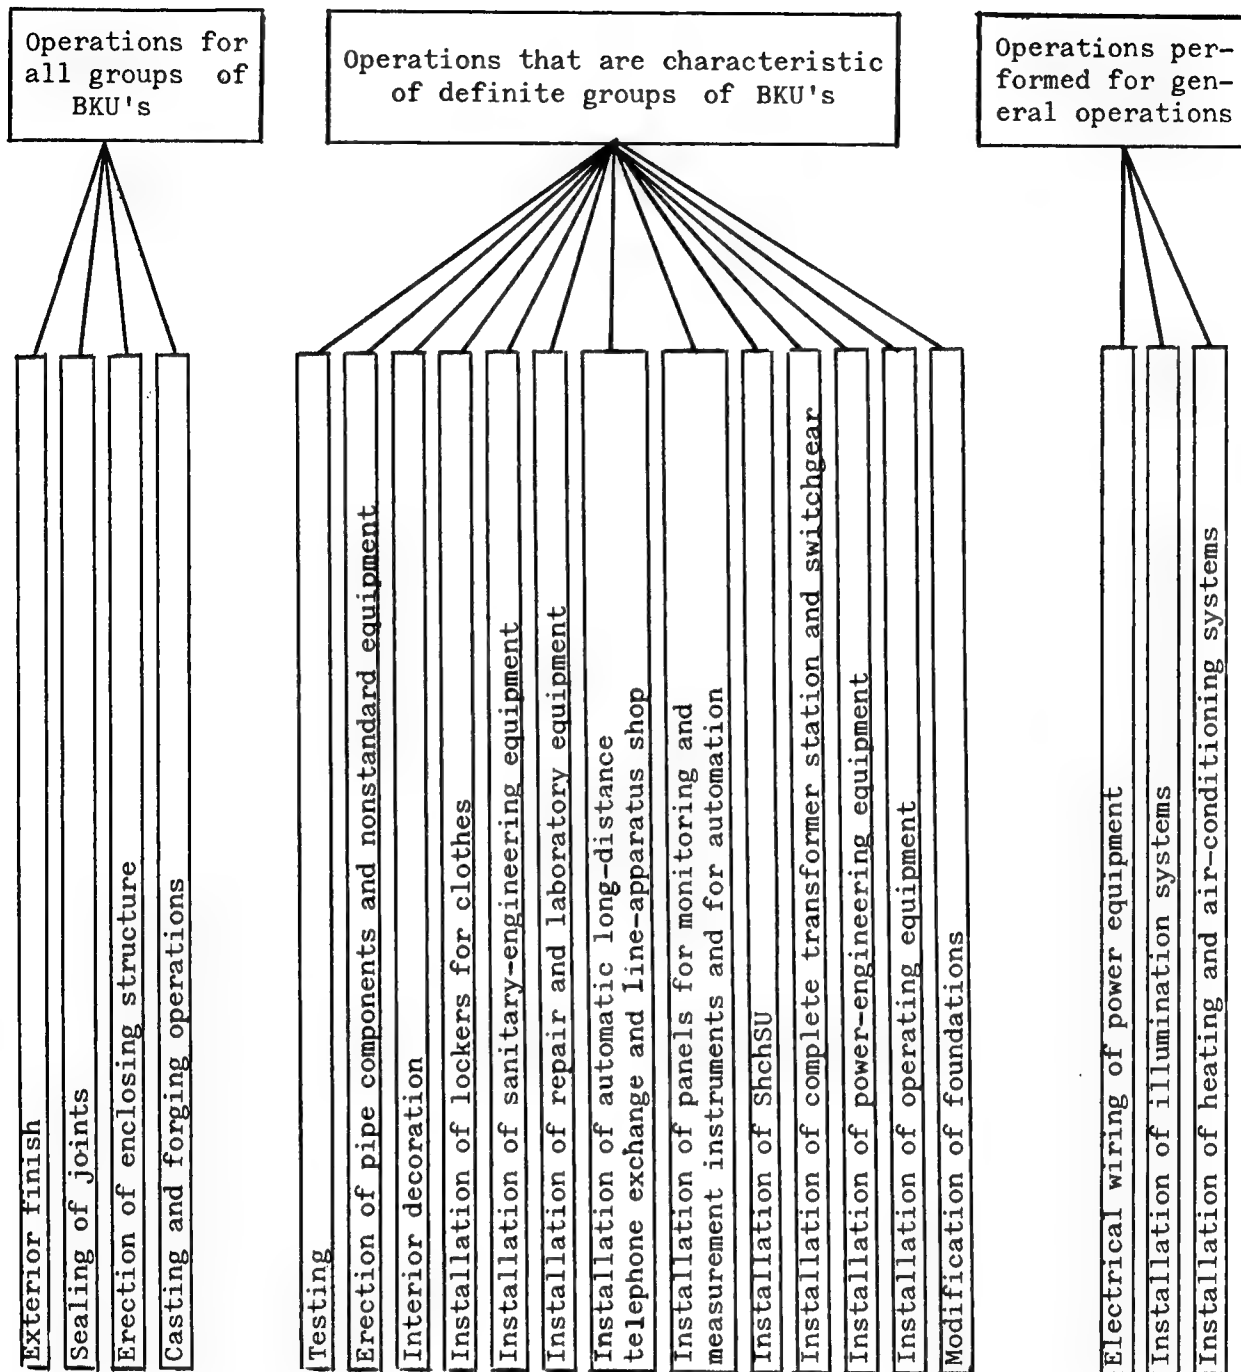 Operations for
all groups of
BKU's
Operations that are characteristic
of definite groups of BKU's
Operations per-
formed for gen-
eral operations
Exterior finish
Sealing of joints
Erection of enclosing structure
Casting and forging operations
Testing
Erection of pipe components and nonstandard equipment
Interior decoration
Installation of lockers for clothes
Installation of sanitary-engineering equipment
Installation of repair and laboratory equipment
Installation of automatic long-distance
telephone exchange and line-apparatus shop
Installation of panels for monitoring and
measurement instruments and for automation
Installation of ShchSU
Installation of complete transformer station and switchgear
Installation of power-engineering equipment
Installation of operating equipment
Modification of foundations
Electrical wiring of power equipment
Installation of illumination systems
Installation of heating and air-conditioning systems